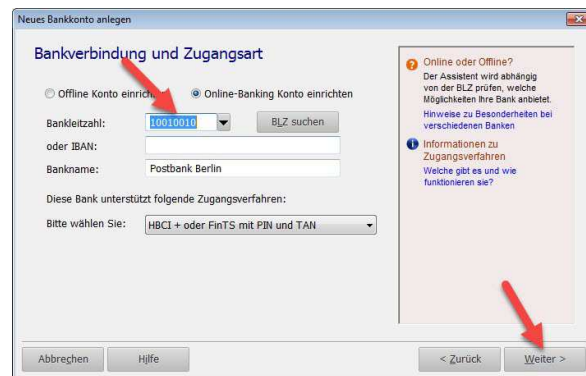 Neues Bankkonto anlegen
Bankverbindung und Zugangsart
Offline Konto einrichten
Online-Banking Konto einrichten
Bankleitzahl:
10010010
BLZ suchen
oder IBAN:
Bankname:
Postbank Berlin
Diese Bank unterstützt folgende Zugangsverfahren:
Bitte wählen Sie:
HBCI + oder FinTS mit PIN und TAN
Online oder Offline?
Der Assistent wird abhängig
von der BLZ prüfen, welche
Möglichkeiten Ihre Bank anbietet.
Hinweise zu Besonderheiten bei
verschiedenen Banken
Informationen zu
Zugangsverfahren
Welche gibt es und wie
funktionieren sie?
Abbrechen
Hilfe
< Zurück
Weiter >